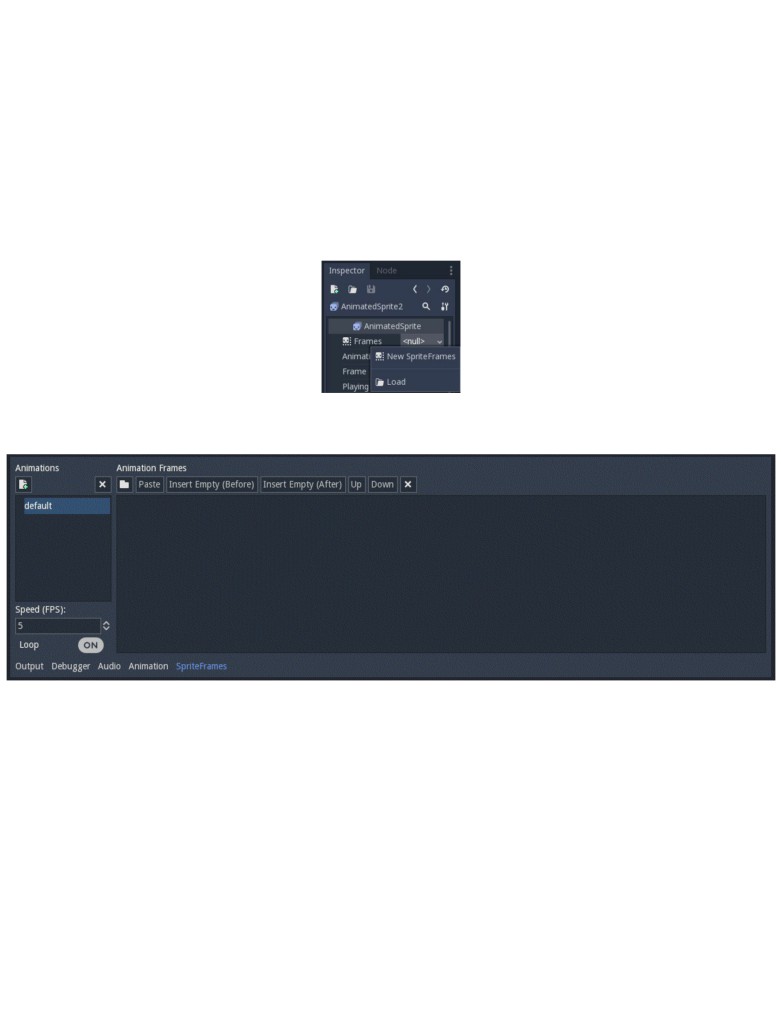 Inspector Node
AnimatedSprite2
AnimatedSprite
Frames <null>
Animati New SpriteFrames
Frame
Load
Playing
Animations Animation Frames
Paste Insert Empty (Before) Insert Empty (After) Up Down
default
Speed (FPS):
5
Loop ON
Output Debugger Audio Animation SpriteFrames